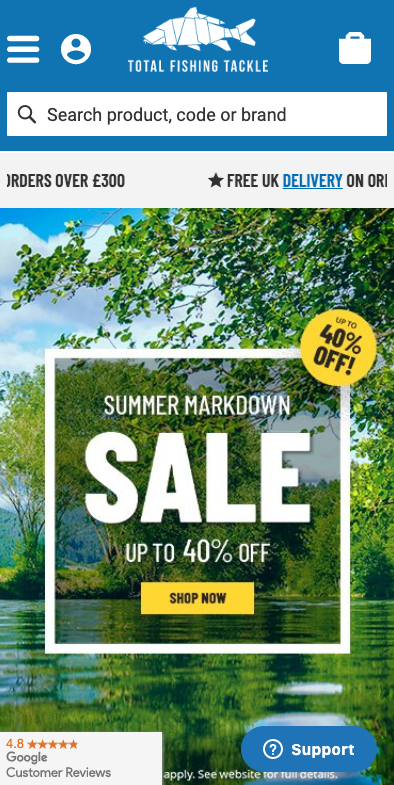 TOTAL FISHING TACKLE
Search product, code or brand
ORDERS OVER £300
FREE UK DELIVERY ON
UP TO
40%
OFF!
SUMMER MARKDOWN
SALE
UP TO 40% OFF
SHOP NOW
4.8
Google
Customer Reviews
apply. See website for full details.
Support